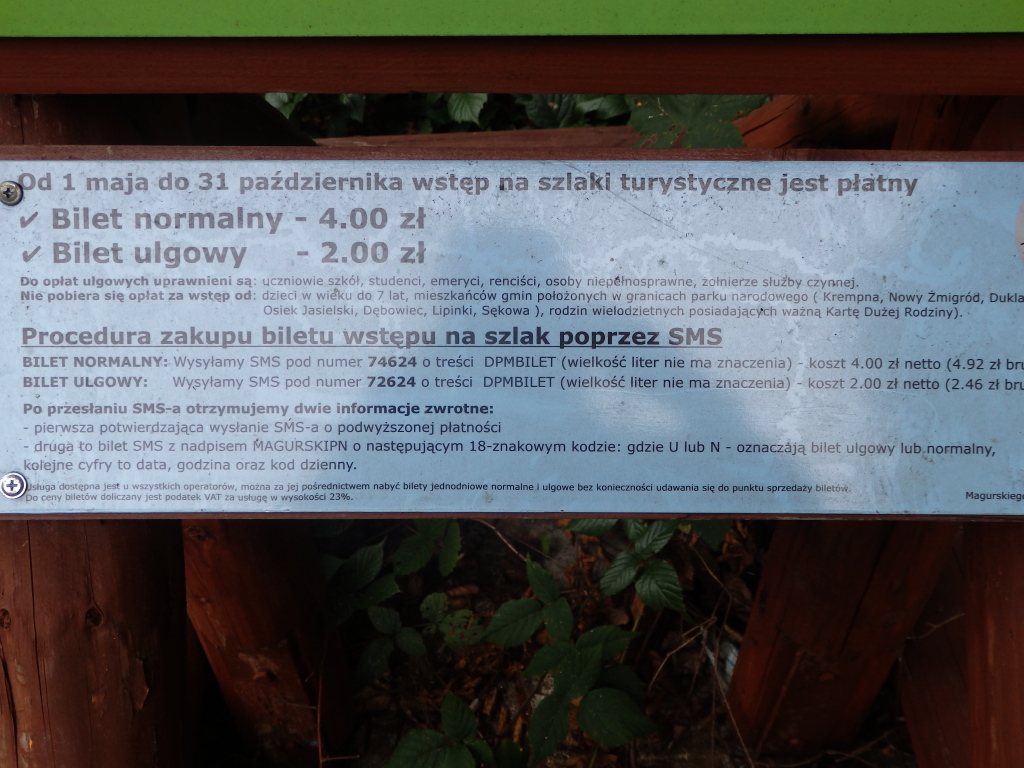 Od 1 maja do 31 października wstęp na szlaki turystyczne jest płatny
✔ Bilet normalny - 4.00 zł
✔ Bilet ulgowy - 2.00 zł
Do opłat ulgowych uprawnieni są: uczniowie szkół, studenci, emeryci, renciści, osoby niepełnosprawne, żołnierze służby czynnej.
Nie pobiera się opłat za wstęp od: dzieci w wieku do 7 lat, mieszkańców gmin położonych w granicach parku narodowego ( Krempna, Nowy Żmigród, Dukla
Osiek Jasielski, Dębowiec, Lipinki, Sękowa ), rodzin wielodzietnych posiadających ważną Kartę Dużej Rodziny).
Procedura zakupu biletu wstępu na szlak poprzez SMS
BILET NORMALNY: Wysyłamy SMS pod numer 74624 o treści DPMBILET (wielkość liter nie ma znaczenia) - koszt 4.00 zł netto (4.92 zł bru
BILET ULGOWY: Wysyłamy SMS pod numer 72624 o treści DPMBILET (wielkość liter nie ma znaczenia) - koszt 2.00 zł netto (2.46 zł bru
Po przesłaniu SMS-a otrzymujemy dwie informacje zwrotne:
- pierwsza potwierdzająca wysłanie SMS-a o podwyższonej płatności
- druga to bilet SMS z nadpisem MAGURSKIPN o następującym 18-znakowym kodzie: gdzie U lub N - oznaczają bilet ulgowy lub normalny,
kolejne cyfry to data, godzina oraz kod dzienny.
Usługa dostępna jest u wszystkich operatorów, można za jej pośrednictwem nabyć bilety jednodniowe normalne i ulgowe bez konieczności udawania się do punktu sprzedaży biletów.
Do ceny biletów doliczany jest podatek VAT za usługę w wysokości 23%.
Magurskiego